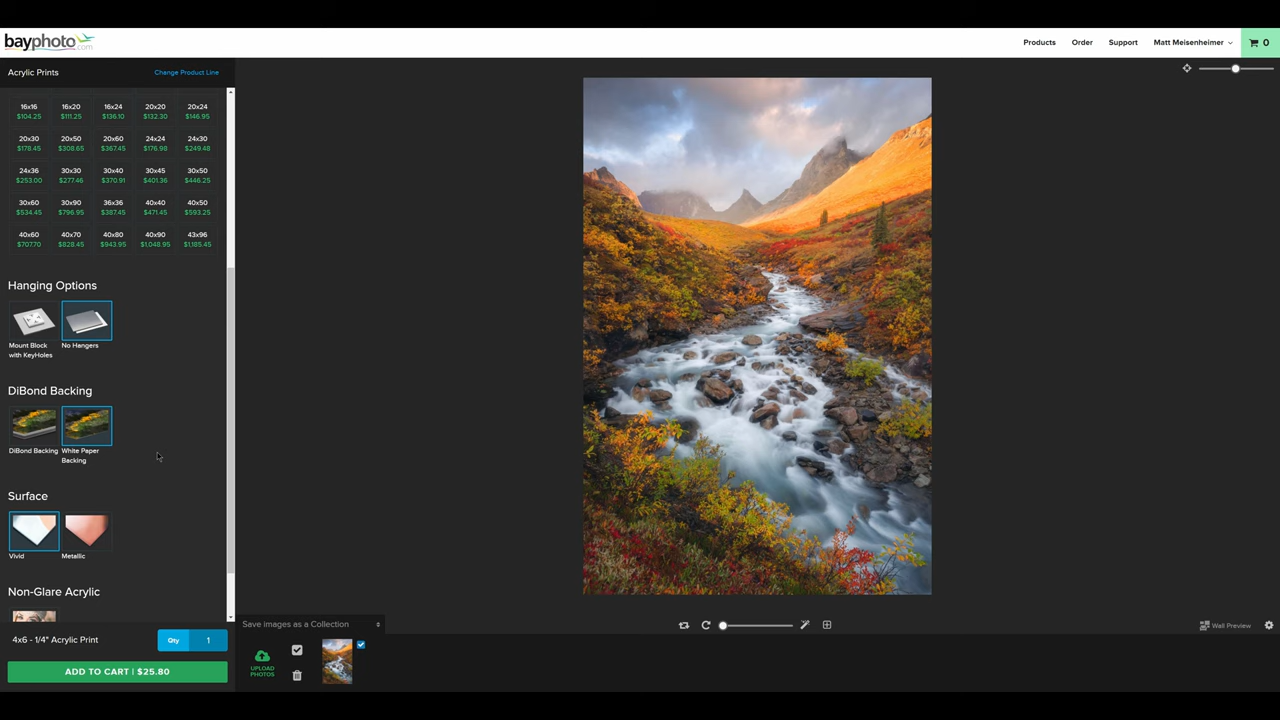 bayphoto.com
Products Order Support Matt Meisenheimer 0
Acrylic Prints Change Product Line
16x16 16x20 16x24 20x20 20x24
$104.25 $111.25 $136.10 $132.30 $146.95
20x30 20x50 20x60 24x24 24x30
$178.45 $308.65 $367.45 $176.98 $249.48
24x36 30x30 30x40 30x45 30x50
$253.00 $277.46 $370.91 $401.36 $446.25
30x60 30x90 36x36 40x40 40x50
$534.45 $796.95 $387.45 $471.45 $593.25
40x60 40x70 40x80 40x90 43x96
$707.70 $828.45 $943.95 $1,048.95 $1,185.45
Hanging Options
Mount Block No Hangers
with KeyHoles
DiBond Backing
DiBond Backing White Paper
Backing
Surface
Vivid Metallic
Non-Glare Acrylic
4x6 - 1/4" Acrylic Print Qty 1
ADD TO CART | $25.80
Save images as a Collection
UPLOAD
PHOTOS
Wall Preview